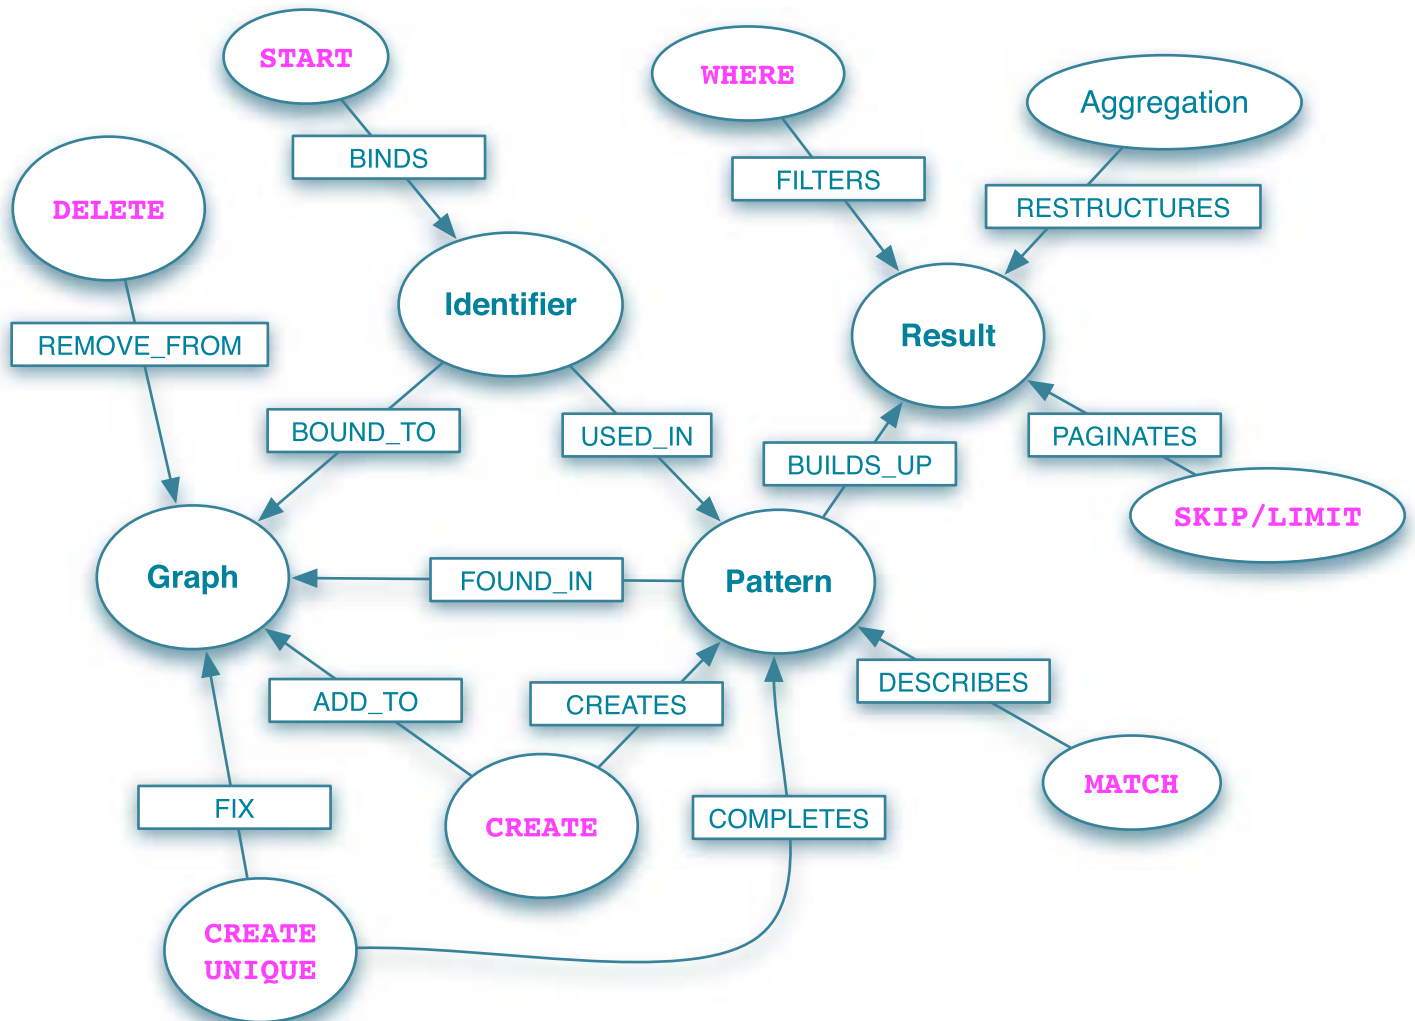 START
WHERE
Aggregation
BINDS
FILTERS
DELETE
RESTRUCTURES
Identifier
Result
REMOVE_FROM
BOUND_TO
USED_IN
PAGINATES
BUILDS_UP
SKIP/LIMIT
Graph
FOUND_IN
Pattern
DESCRIBES
ADD_TO
CREATES
MATCH
FIX
COMPLETES
CREATE
CREATE
UNIQUE